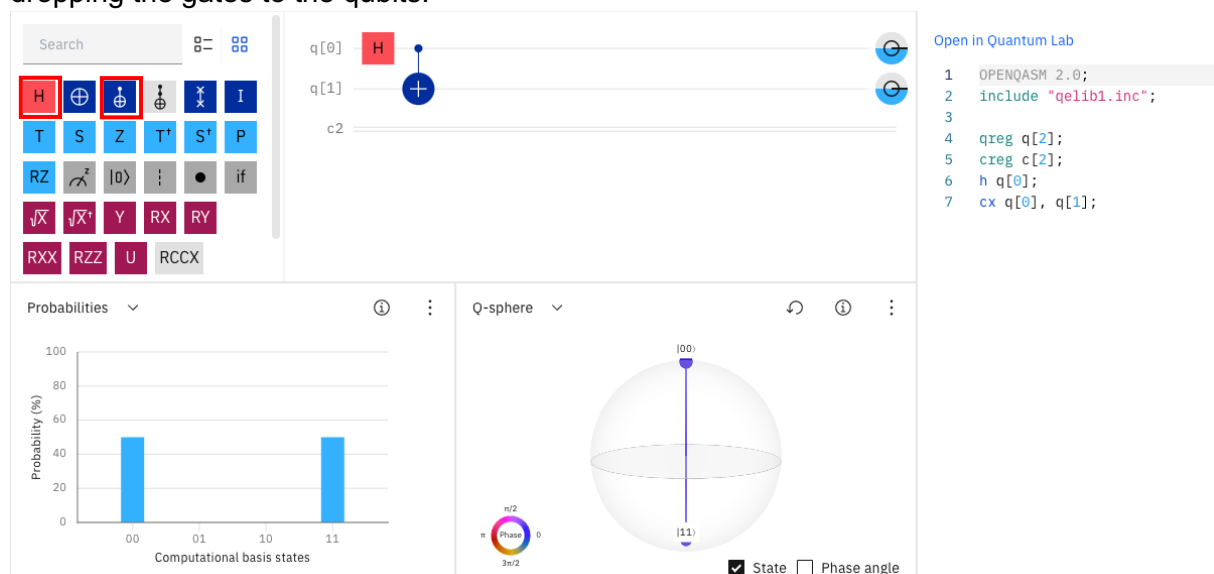 dropping the gates to the qubits.
Search
H I
T S Z T† S† P
RZ z |0⟩ if
√X √X† Y RX RY
RXX RZZ U RCCX
q[0] H
q[1] +
c2
Open in Quantum Lab
1 OPENQASM 2.0;
2 include "qelib1.inc";
3
4 qreg q[2];
5 creg c[2];
6 h q[0];
7 cx q[0], q[1];
Probabilities
100
80
60
40
20
0
Probability (%)
00 01 10 11
Computational basis states
Q-sphere
|00⟩
|11⟩
π/2
π Phase 0
3π/2
State Phase angle